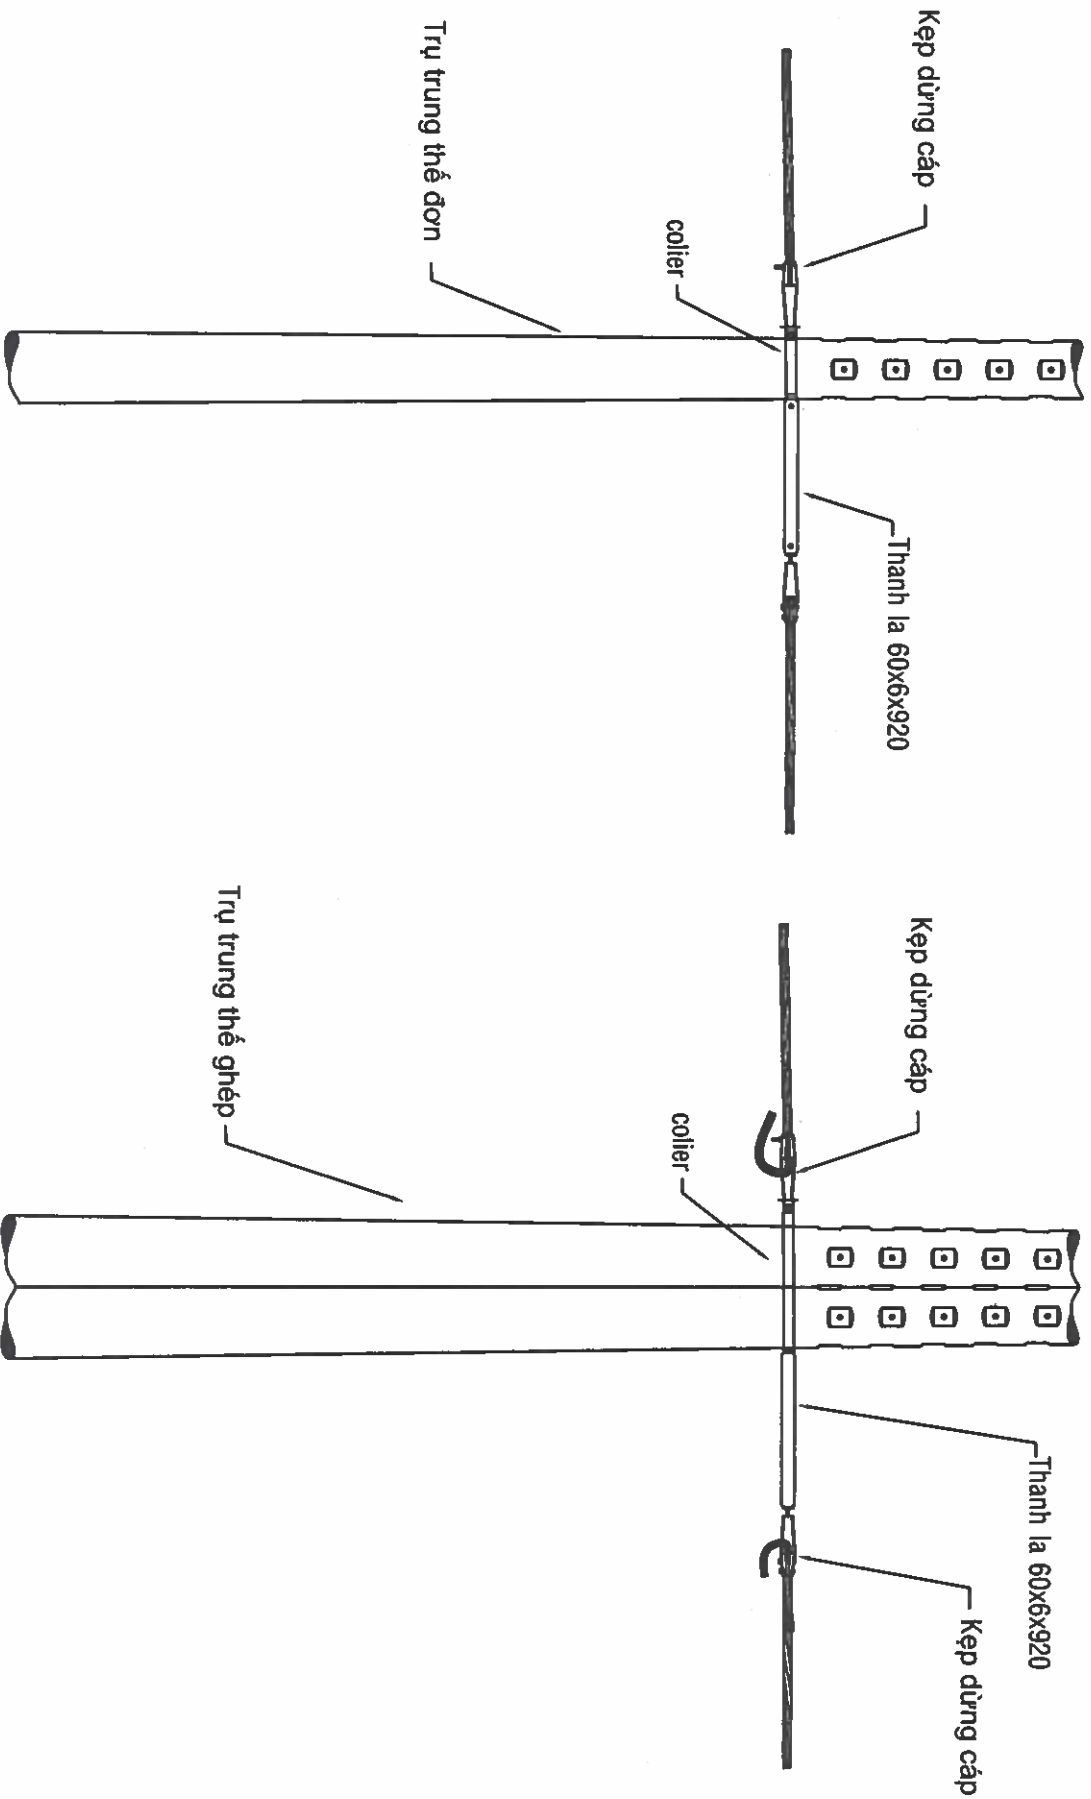 Kẹp dừng cáp
colier
Trụ trung thế đơn
Thanh la 60x6x920
Kẹp dừng cáp
colier
Trụ trung thế ghép
Thanh la 60x6x920
Kẹp dừng cáp